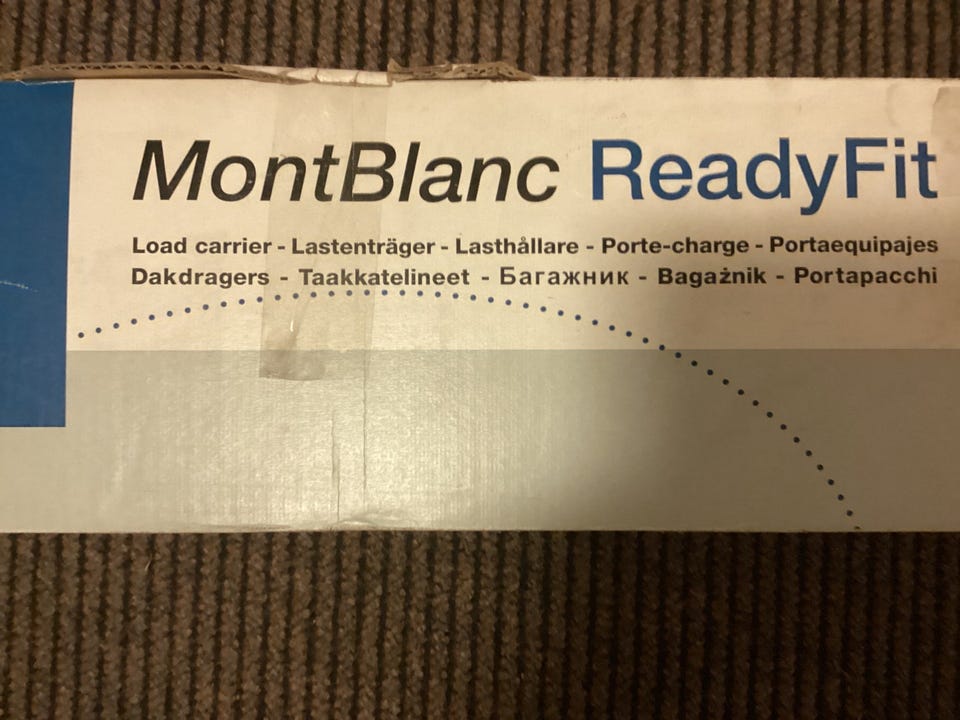 MontBlanc ReadyFit
Load carrier - Lastenträger - Lasthållare - Porte-charge - Portaequipajes
Dakdragers - Taakkatelineet - Багажник - Bagażnik - Portapacchi